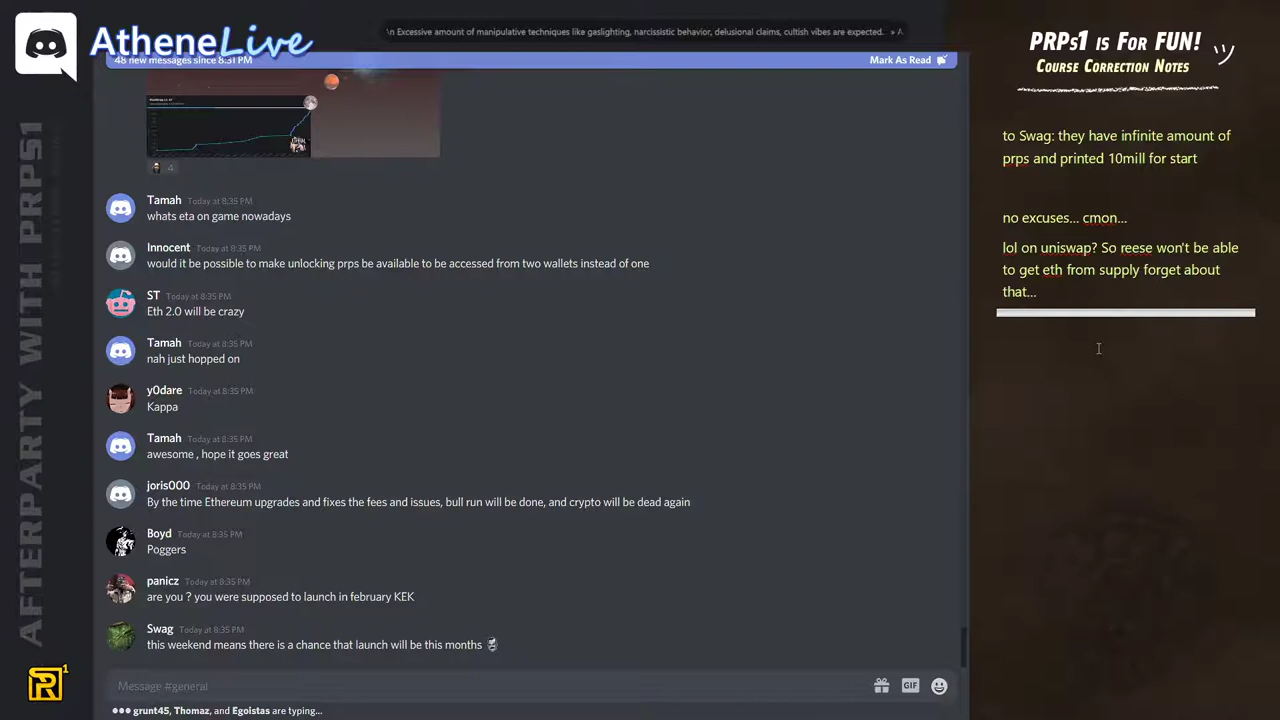 AtheneLive
n Excessive amount of manipulative techniques like gaslighting, narcissistic behavior, delusional claims, cultish vibes are expected. » A
48 new messages since 8:31 PM
Mark As Read
4
Tamah Today at 8:35 PM
whats eta on game nowadays
Innocent Today at 8:35 PM
would it be possible to make unlocking prps be available to be accessed from two wallets instead of one
ST Today at 8:35 PM
Eth 2.0 will be crazy
Tamah Today at 8:35 PM
nah just hopped on
y0dare Today at 8:35 PM
Kappa
Tamah Today at 8:35 PM
awesome , hope it goes great
joris000 Today at 8:35 PM
By the time Ethereum upgrades and fixes the fees and issues, bull run will be done, and crypto will be dead again
Boyd Today at 8:35 PM
Poggers
panicz Today at 8:35 PM
are you ? you were supposed to launch in february KEK
Swag Today at 8:35 PM
this weekend means there is a chance that launch will be this months
Message #general
GIF
grunt45, Thomaz, and Egoistas are typing...
AFTERPARTY WITH PRPS1
R1
PRPs1 is For FUN!
Course Correction Notes
to Swag: they have infinite amount of
prps and printed 10mill for start
no excuses... cmon...
lol on uniswap? So reese won't be able
to get eth from supply forget about
that...